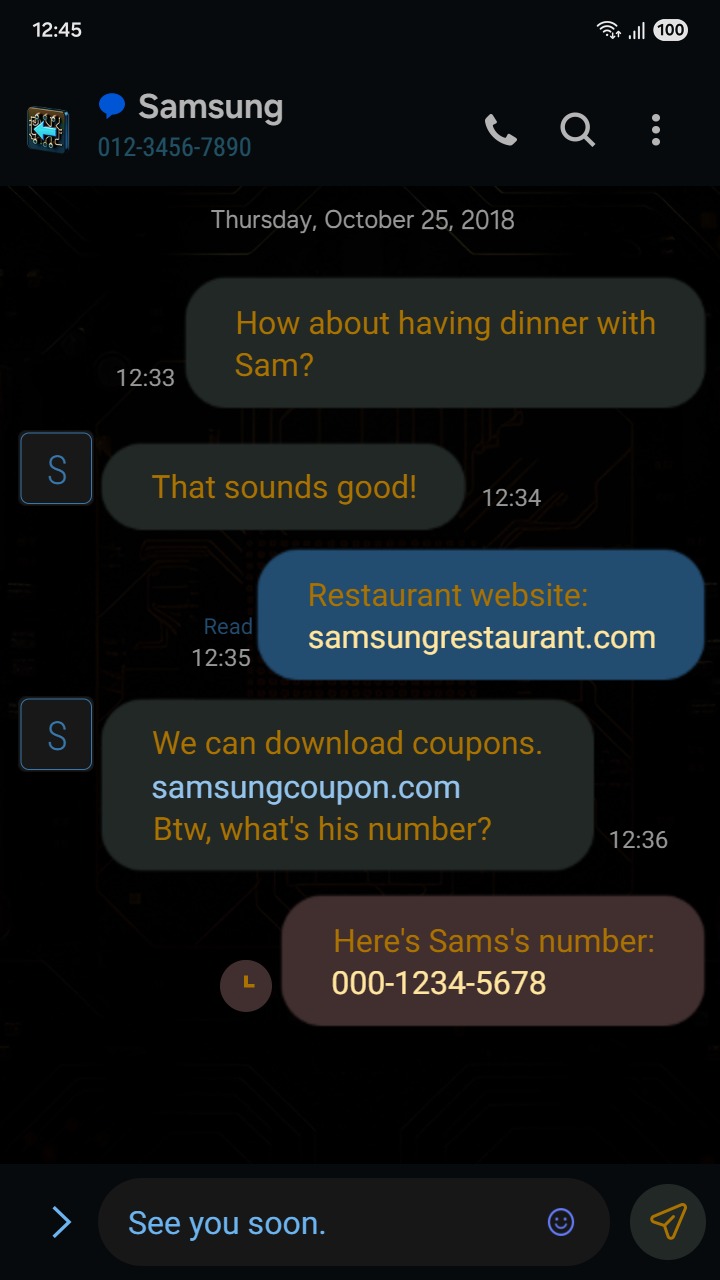 12:45
100
Samsung
012-3456-7890
Thursday, October 25, 2018
How about having dinner with
Sam?
12:33
S
That sounds good!
12:34
Restaurant website:
samsungrestaurant.com
Read
12:35
S
We can download coupons.
samsungcoupon.com
Btw, what's his number?
12:36
Here's Sams's number:
000-1234-5678
See you soon.